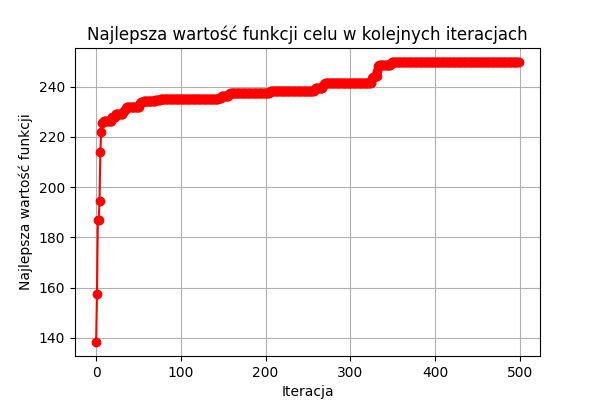 Najlepsza wartość funkcji celu w kolejnych iteracjach
Najlepsza wartość funkcji
240
220
200
180
160
140
0 100 200 300 400 500
Iteracja